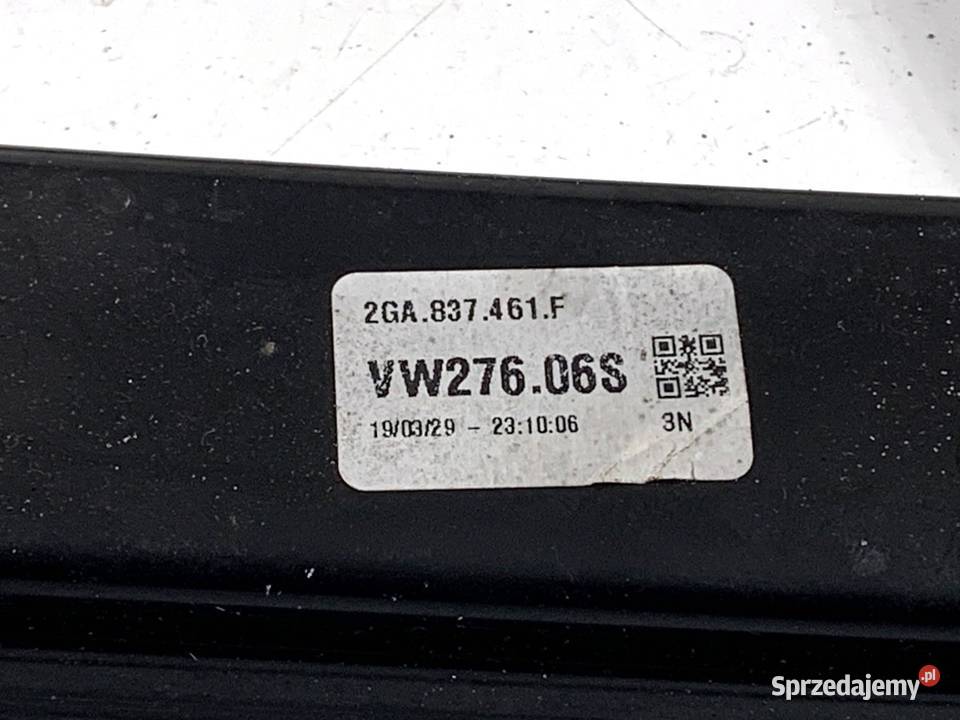 2GA.837.461.F
VW276.06S
19/03/29 - 23:10:06
3N
Sprzedajemy.pl